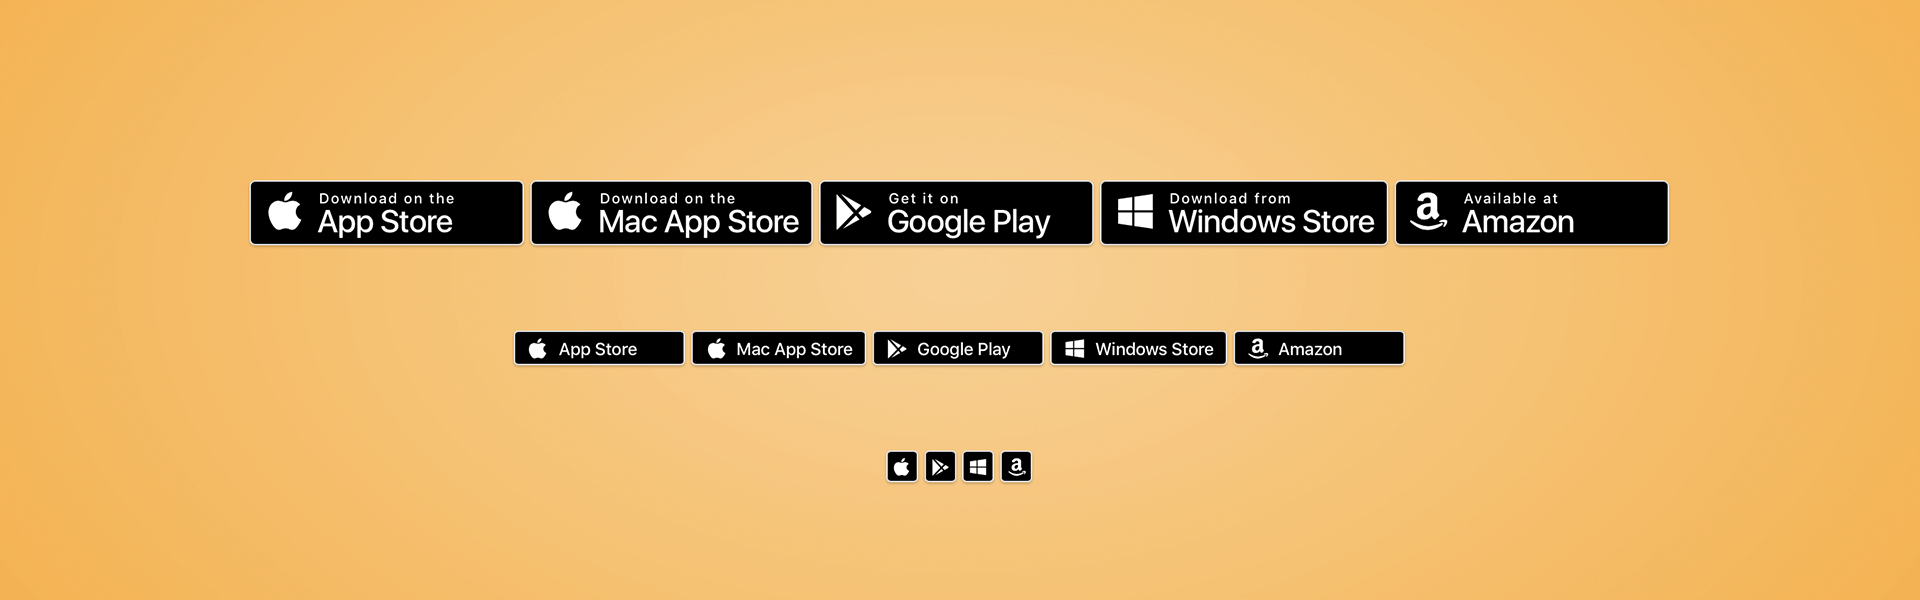 Download on the
App Store
Download on the
Mac App Store
Get it on
Google Play
Download from
Windows Store
Available at
Amazon
App Store
Mac App Store
Google Play
Windows Store
Amazon